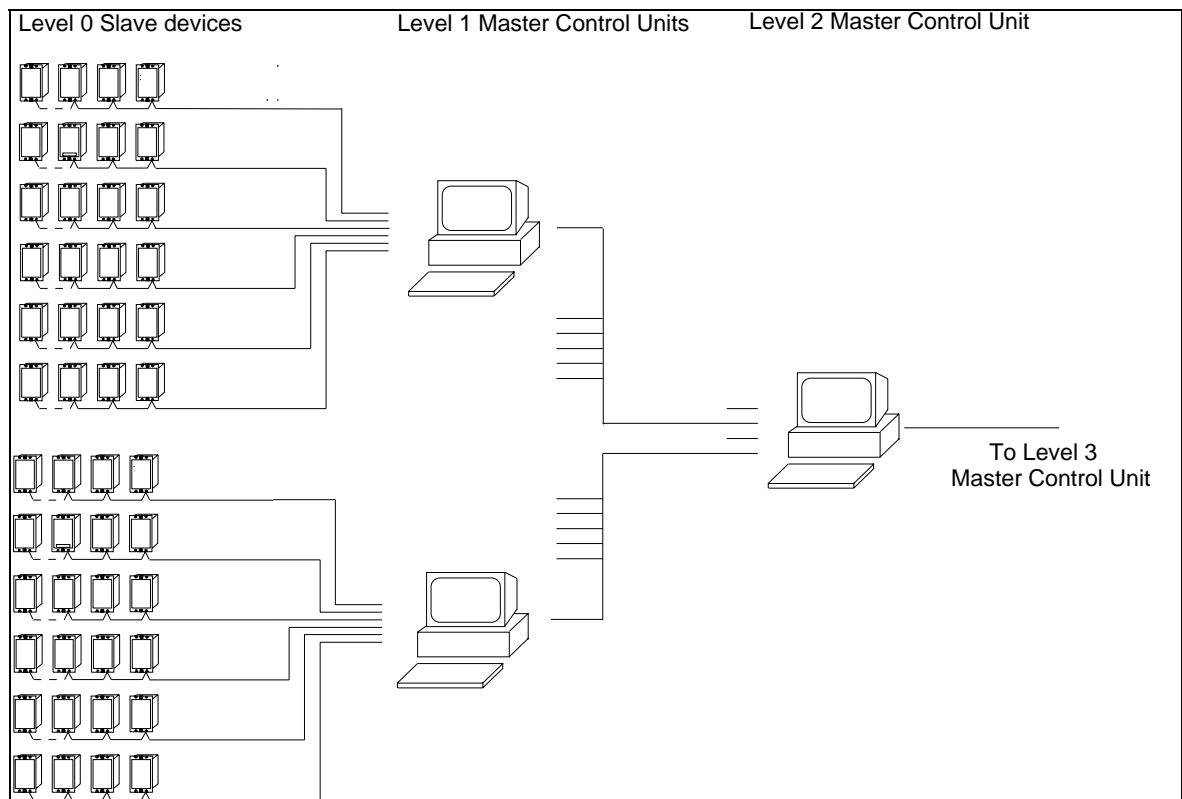 Level 0 Slave devices
Level 1 Master Control Units
Level 2 Master Control Unit
To Level 3
Master Control Unit